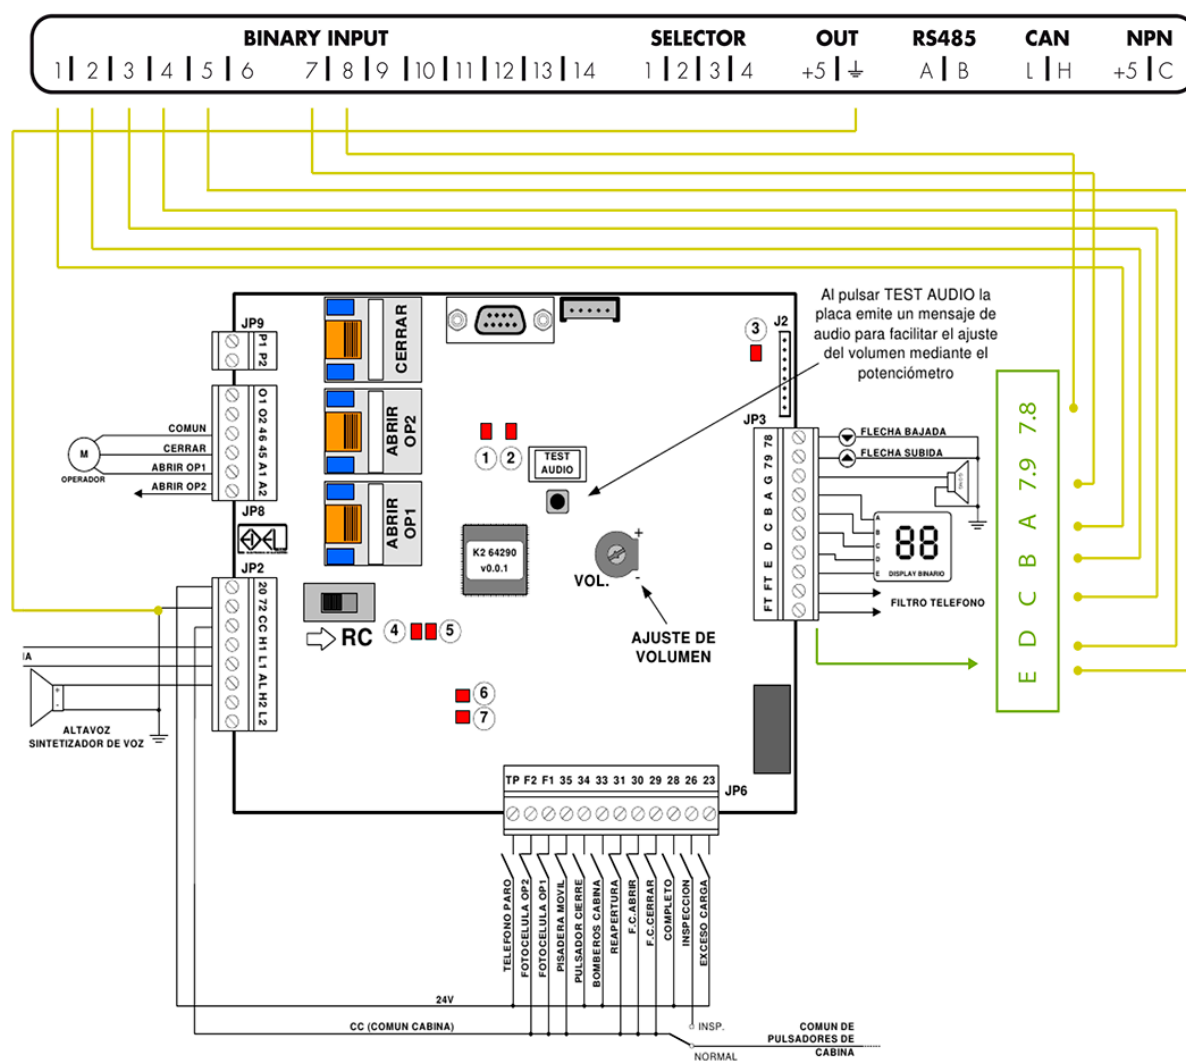 BINARY INPUT SELECTOR OUT RS485 CAN NPN
1 2 3 4 5 6 7 8 9 10 11 12 13 14 1 2 3 4 +5 A B L H +5 C
Al pulsar TEST AUDIO la
placa emite un mensaje de
audio para facilitar el ajuste
del volumen mediante el
potenciómetro
JP9
P1
P2
CERRAR
3
J2
O1
O2
46
45
A1
A2
COMUN
CERRAR
ABRIR OP1
ABRIR OP2
M
OPERADOR
JP8
ABRIR
OP2
ABRIR
OP1
1 2
TEST
AUDIO
K2 64290
v0.0.1
VOL.
+
-
AJUSTE DE
VOLUMEN
JP3
78
79
G
A
B
C
D
E
FT
FT
FLECHA BAJADA
FLECHA SUBIDA
A
B
C
D
E
88
DISPLAY BINARIO
FILTRO TELEFONO
7.8
7.9
A
B
C
D
E
JP2
20
72
CC
H1
L1
AL
H2
L2
RC
4 5
6
7
IA
+
-
ALTAVOZ
SINTETIZADOR DE VOZ
TP F2 F1 35 34 33 31 30 29 28 26 23
JP6
TELEFONO PARO
FOTOCELULA OP2
FOTOCELULA OP1
PISADERA MOVIL
PULSADOR CIERRE
BOMBEROS CABINA
REAPERTURA
F.C.ABRIR
F.C.CERRAR
COMPLETO
INSPECCION
EXCESO CARGA
24V
CC (COMUN CABINA)
INSP.
NORMAL
COMUN DE
PULSADORES DE
CABINA